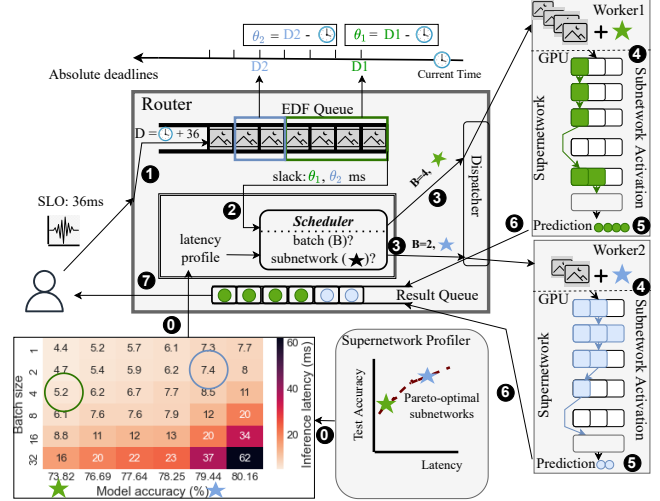 θ₂ = D2 -
θ₁ = D1 -
Absolute deadlines
D2
D1
Current Time
Router
EDF Queue
D = + 36
slack: θ₁, θ₂ ms
SLO: 36ms
1
2
Scheduler
batch (B)?
subnetwork (★)?
latency
profile
B=4,
3
B=2,
3
Dispatcher
7
Result Queue
0
Worker1
+
4
GPU
Supernetwork
Subnetwork Activation
Prediction
5
6
Worker2
+
4
GPU
Supernetwork
Subnetwork Activation
Prediction
5
6
Batch size
1 4.4 5.2 5.7 6.1 7.3 7.7
2 4.7 5.4 5.9 6.2 7.4 8
4 5.2 6.2 6.7 7.7 8.5 11
8 6.1 7.6 7.6 7.9 12 20
16 8.8 11 12 13 20 34
32 16 20 22 23 37 62
73.82 76.69 77.64 78.25 79.44 80.16
Model accuracy (%)
60
40
20
Inference latency (ms)
0
Supernetwork Profiler
Test Accuracy
Pareto-optimal
subnetworks
Latency